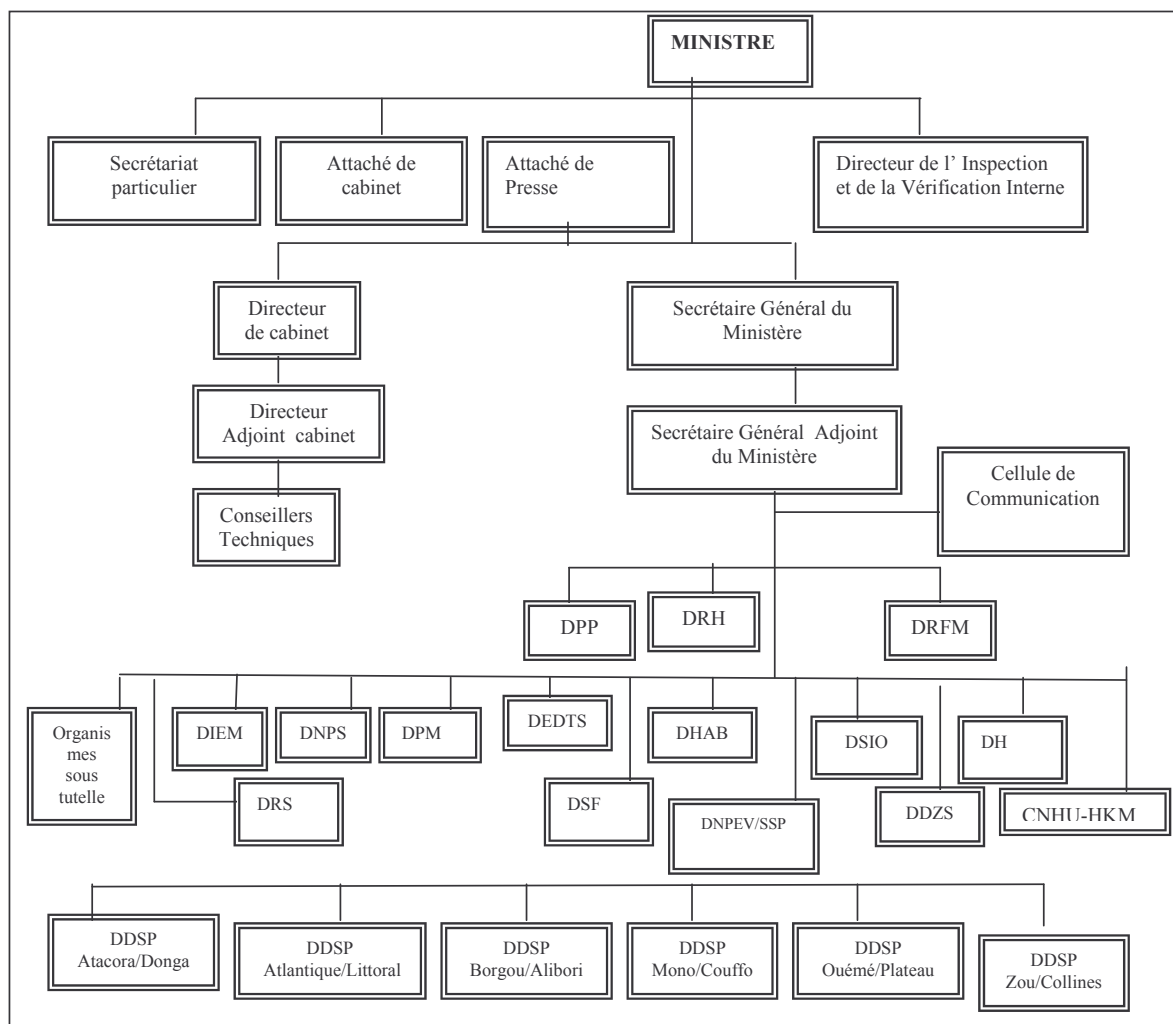 MINISTRE
Secrétariat
particulier
Attaché de
cabinet
Attaché de
Presse
Directeur de l’ Inspection
et de la Vérification Interne
Directeur
de cabinet
Secrétaire Général du
Ministère
Directeur
Adjoint cabinet
Secrétaire Général Adjoint
du Ministère
Cellule de
Communication
Conseillers
Techniques
DPP
DRH
DRFM
Organis
mes
sous
tutelle
DIEM
DNPS
DPM
DEDTS
DHAB
DSIO
DH
DRS
DSF
DNPEV/SSP
DDZS
CNHU-HKM
DDSP
Atacora/Donga
DDSP
Atlantique/Littoral
DDSP
Borgou/Alibori
DDSP
Mono/Couffo
DDSP
Ouémé/Plateau
DDSP
Zou/Collines